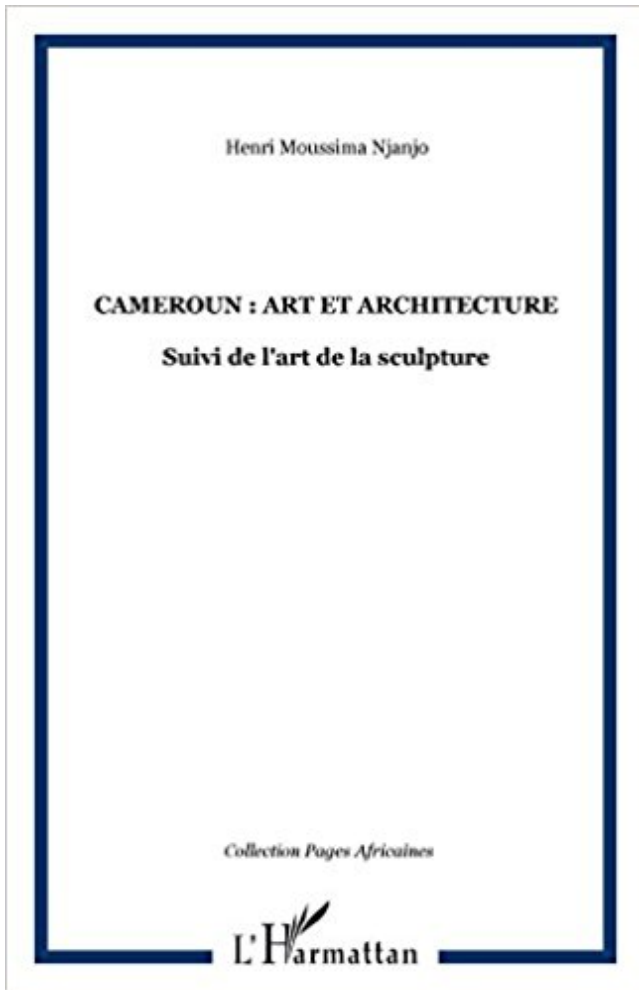 Henri Moussima Njanjo
CAMEROUN : ART ET ARCHITECTURE
Suivi de l'art de la sculpture
Collection Pages Africaines
L'Harmattan